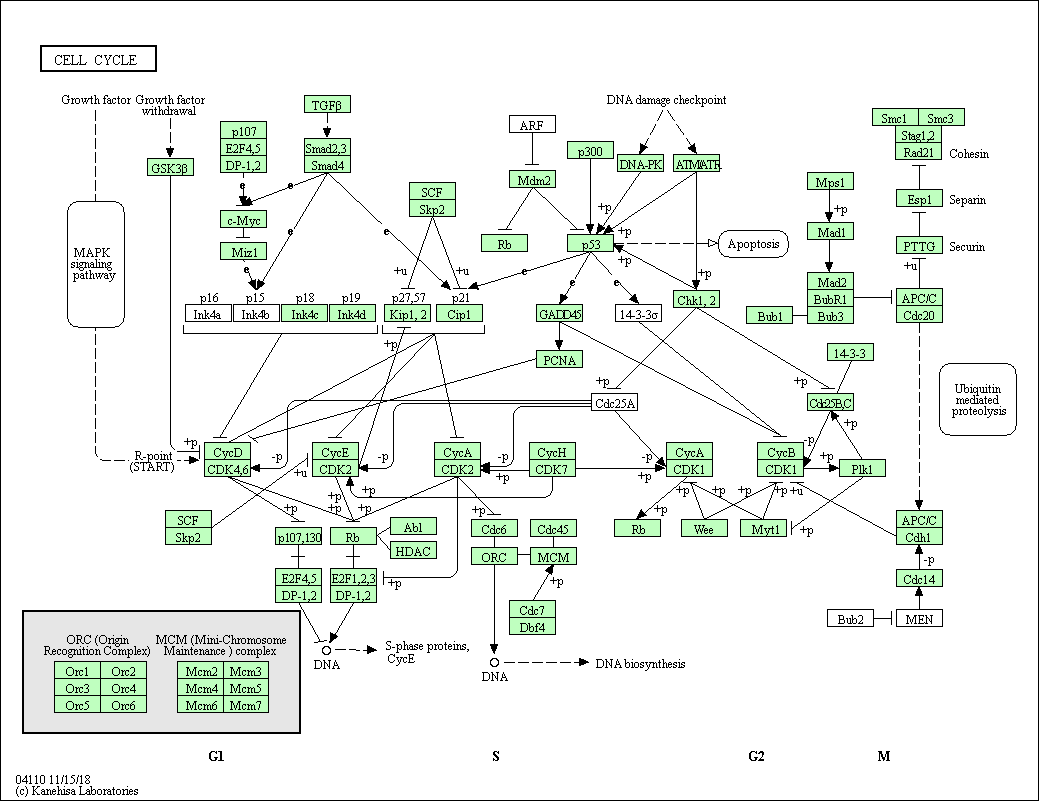 CELL CYCLE
Growth factor
Growth factor
withdrawal
TGFβ
DNA damage checkpoint
ARF
Smc1
Smc3
Stag1,2
Rad21
Cohesin
p107
E2F4,5
DP-1,2
Smad2,3
Smad4
p300
DNA-PK
ATM/ATR
GSK3β
Mdm2
Mps1
SCF
Skp2
Esp1
Separin
e
e
+p
+p
+p
c-Myc
Mad1
MAPK
signaling
pathway
e
e
Rb
p53
Apoptosis
PTTG
Securin
Miz1
+p
+u
+u
e
+p
+u
Mad2
BubR1
Bub3
e
e
p16
p15
p18
p19
p27,57
p21
Chk1, 2
APC/C
Cdc20
Ink4a
Ink4b
Ink4c
Ink4d
Kip1, 2
Cip1
GADD45
14-3-3σ
Bub1
+p
PCNA
14-3-3
+p
+p
Ubiquitin
mediated
proteolysis
Cdc25A
Cdc25B,C
+p
+p
-p
R-point
(START)
CycD
CDK4,6
-p
CycE
CDK2
-p
CycA
CDK2
-p
+p
CycH
CDK7
-p
+p
CycA
CDK1
CycB
CDK1
+p
Plk1
+u
+p
+p
+p
+p
+p
+p
+p
+u
+p
+p
SCF
Skp2
p107,130
Rb
Abl
HDAC
Cdc6
Cdc45
Rb
Wee
Myt1
+p
APC/C
Cdh1
ORC
MCM
-p
E2F4,5
DP-1,2
E2F1,2,3
DP-1,2
+p
+p
Cdc14
Cdc7
Dbf4
Bub2
MEN
ORC (Origin
Recognition Complex)
MCM (Mini-Chromosome
Maintenance ) complex
DNA
S-phase proteins,
CycE
DNA
DNA biosynthesis
Orc1
Orc2
Mcm2
Mcm3
Orc3
Orc4
Mcm4
Mcm5
Orc5
Orc6
Mcm6
Mcm7
G1
S
G2
M
04110 11/15/18
(c) Kanehisa Laboratories